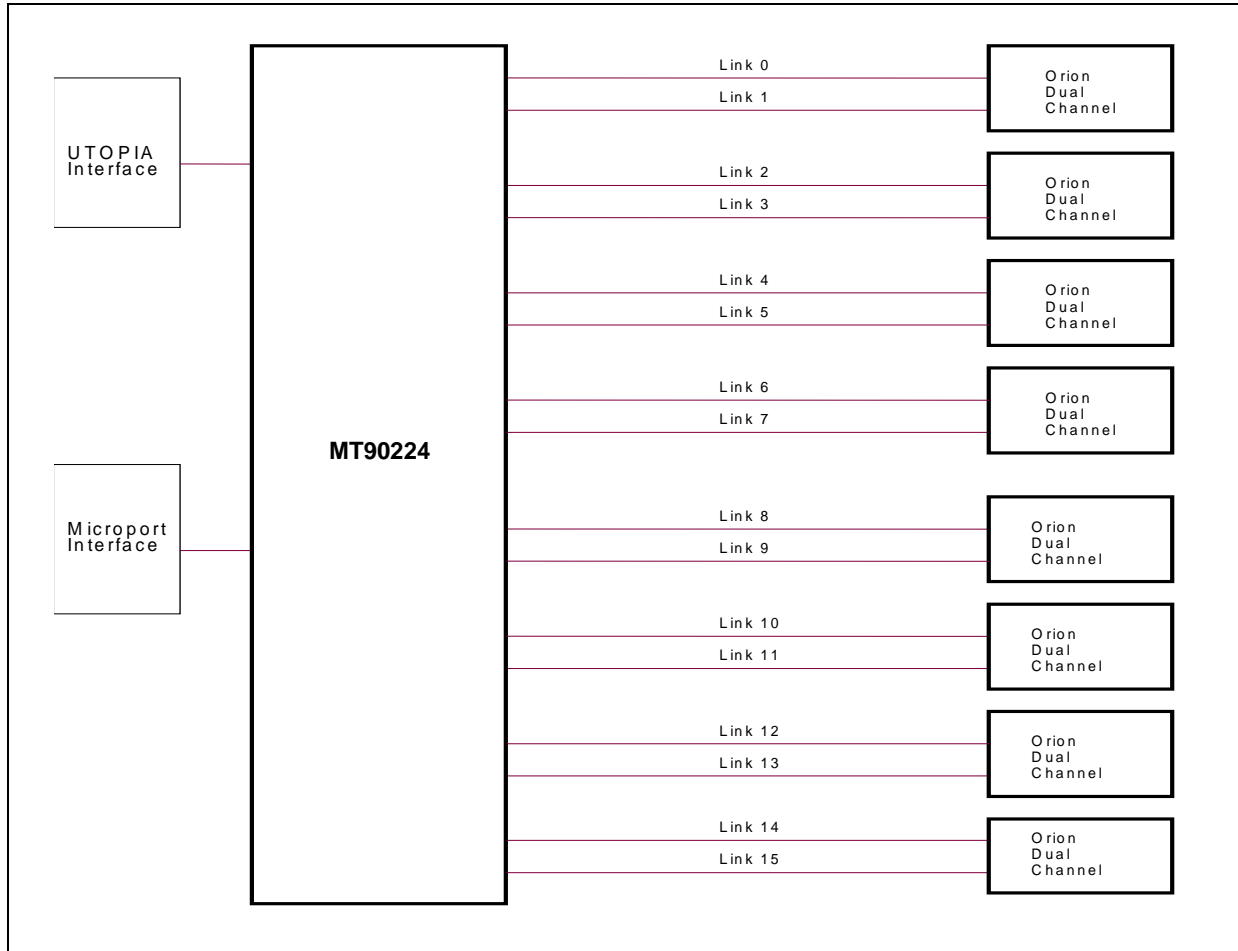 UTOPIA
Interface
Microport
Interface
MT90224
Link 0
Link 1
Orion
Dual
Channel
Link 2
Link 3
Orion
Dual
Channel
Link 4
Link 5
Orion
Dual
Channel
Link 6
Link 7
Orion
Dual
Channel
Link 8
Link 9
Orion
Dual
Channel
Link 10
Link 11
Orion
Dual
Channel
Link 12
Link 13
Orion
Dual
Channel
Link 14
Link 15
Orion
Dual
Channel